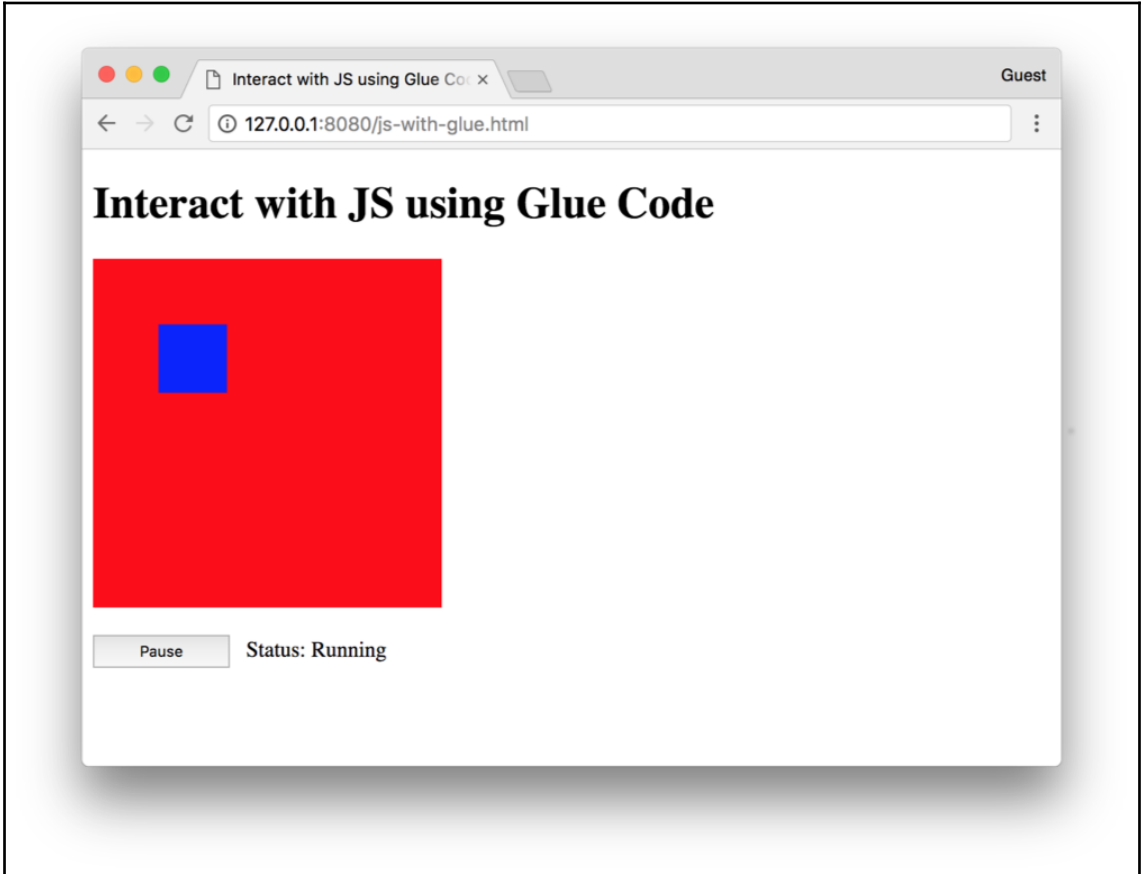 Interact with JS using Glue Co
Guest
127.0.0.1:8080/js-with-glue.html
Interact with JS using Glue Code
Pause
Status: Running